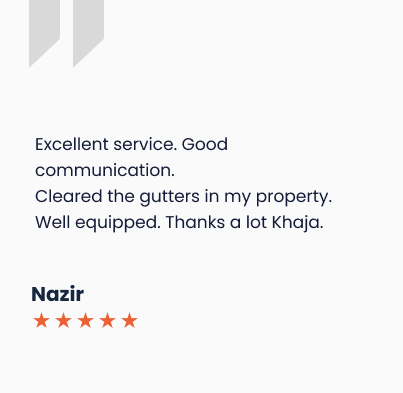 Excellent service. Good
communication.
Cleared the gutters in my property.
Well equipped. Thanks a lot Khaja.
Nazir